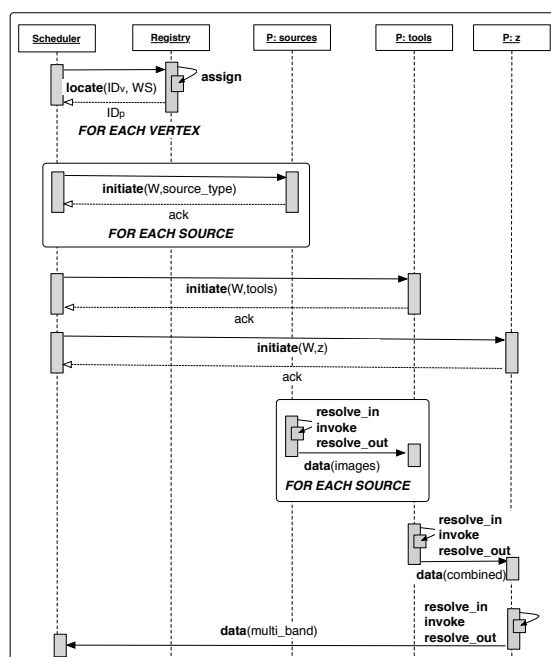 Scheduler Registry P: sources P: tools P: z
assign
locate(IDv, WS)
IDp
FOR EACH VERTEX
initiate(W,source_type)
ack
FOR EACH SOURCE
initiate(W,tools)
ack
initiate(W,z)
ack
resolve_in
invoke
resolve_out
data(images)
FOR EACH SOURCE
resolve_in
invoke
resolve_out
data(combined)
resolve_in
invoke
data(multi_band) resolve_out